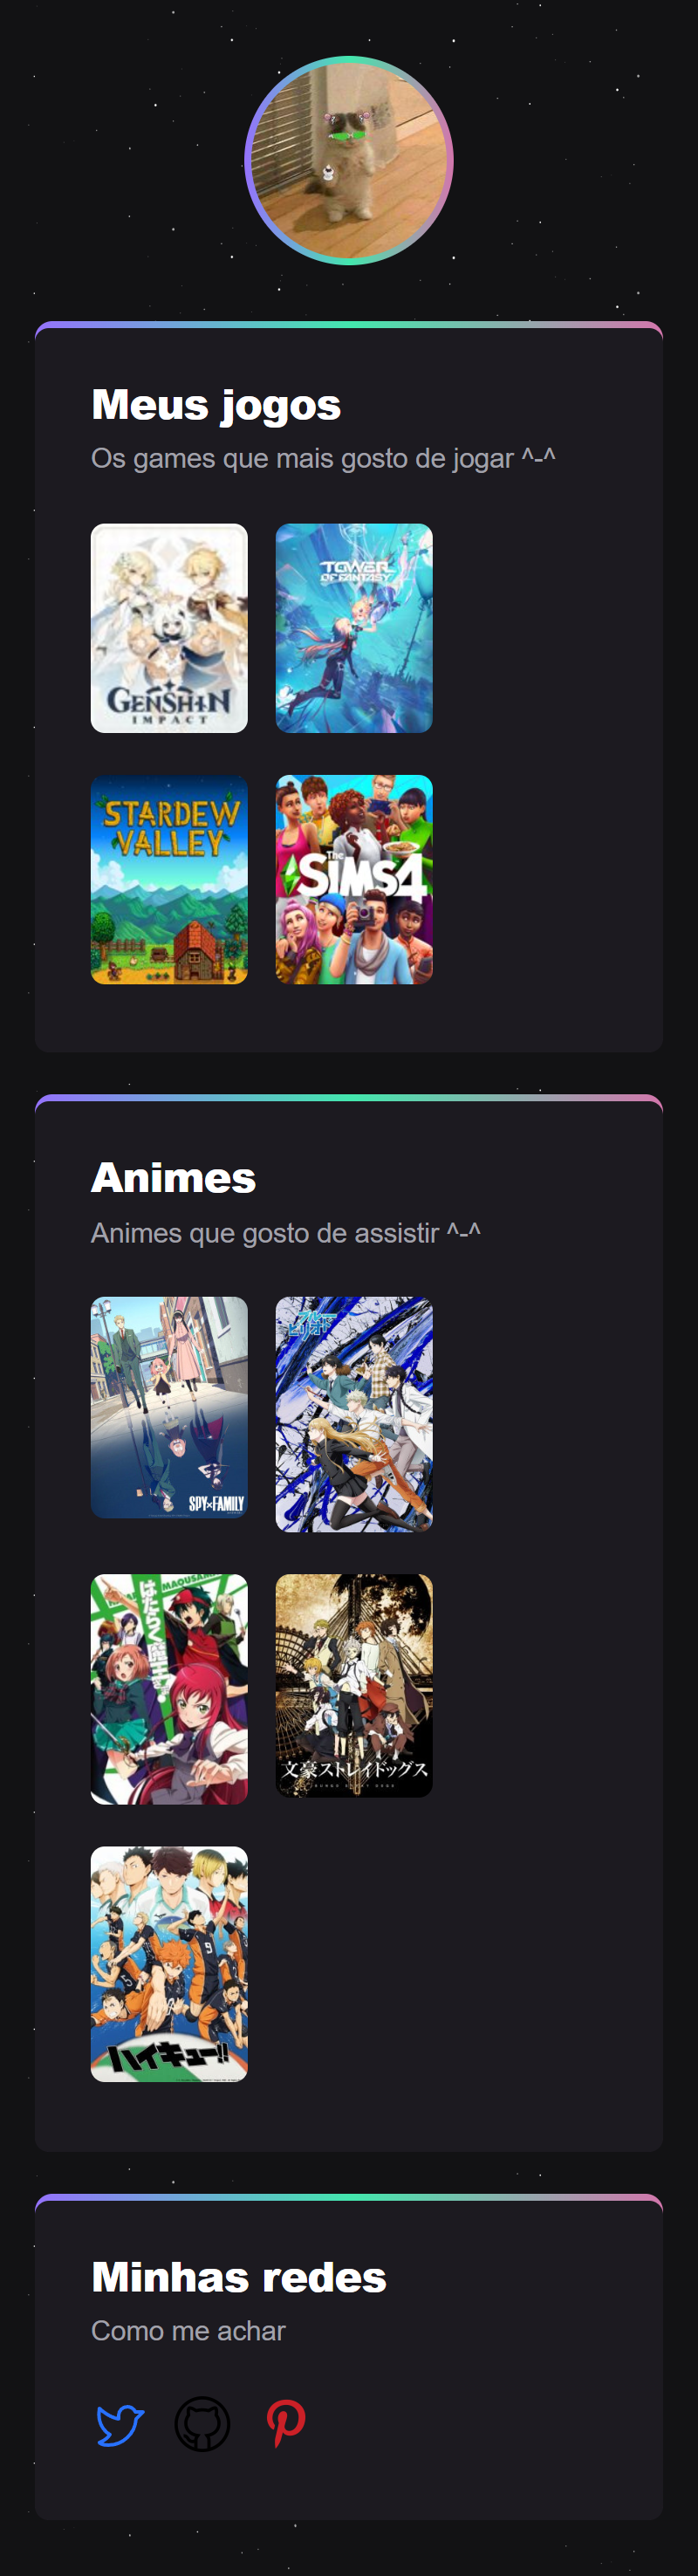 Meus jogos
Os games que mais gosto de jogar ^-^
GENSHIN
IMPACT
TOWER
OF FANTASY
STARDEW
VALLEY
The
SIMS4
Animes
Animes que gosto de assistir ^-^
SPY×FAMILY
ブルー
ピリオド
はたらく魔王さま!
文豪ストレイドッグス
ハイキュー!!
Minhas redes
Como me achar